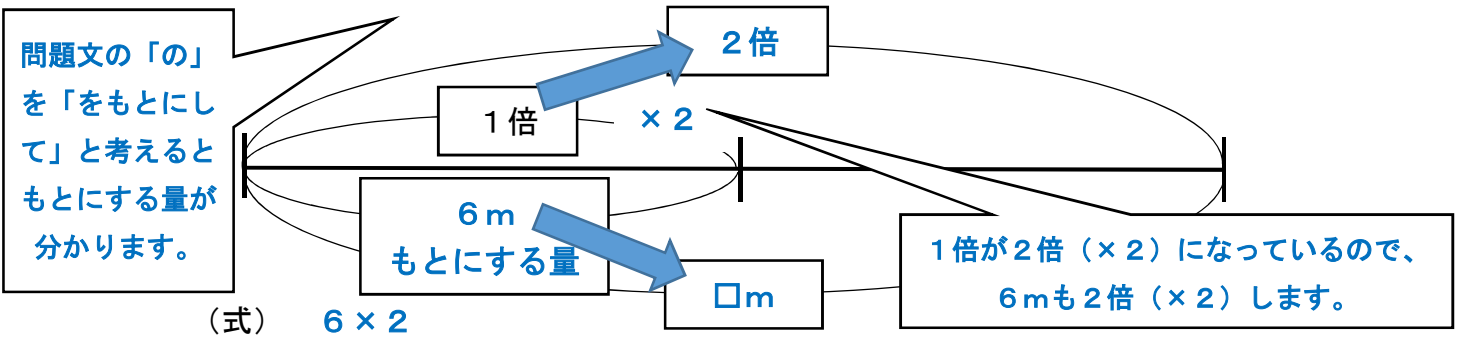 問題文の「の」
を「をもとにし
て」と考えると
もとにする量が
分かります。
２倍
１倍
×２
６ｍ
もとにする量
□ｍ
１倍が２倍（×２）になっているので、
６ｍも２倍（×２）します。
（式）　６×２